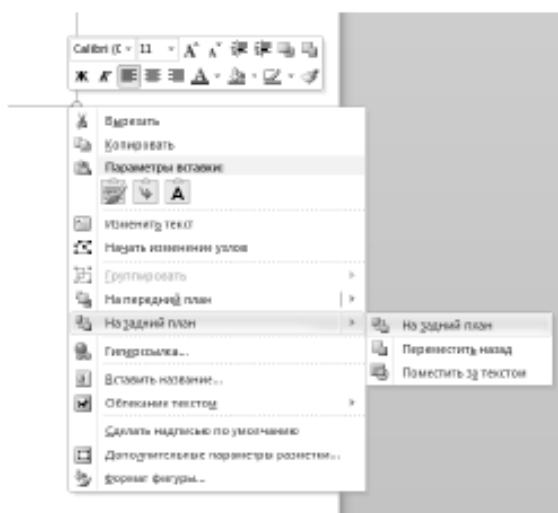 Calibri (С 11 А А
Ж К А
Вырезать
Копировать
Параметры вставки:
А
Изменить текст
Начать изменение узлов
Группировать
На передний план
На задний план
На задний план
Гиперссылка...
Переместить назад
Вставить название...
Поместить за текстом
Обтекание текстом
Сделать надписью по умолчанию
Дополнительные параметры разметки...
Формат фигуры...